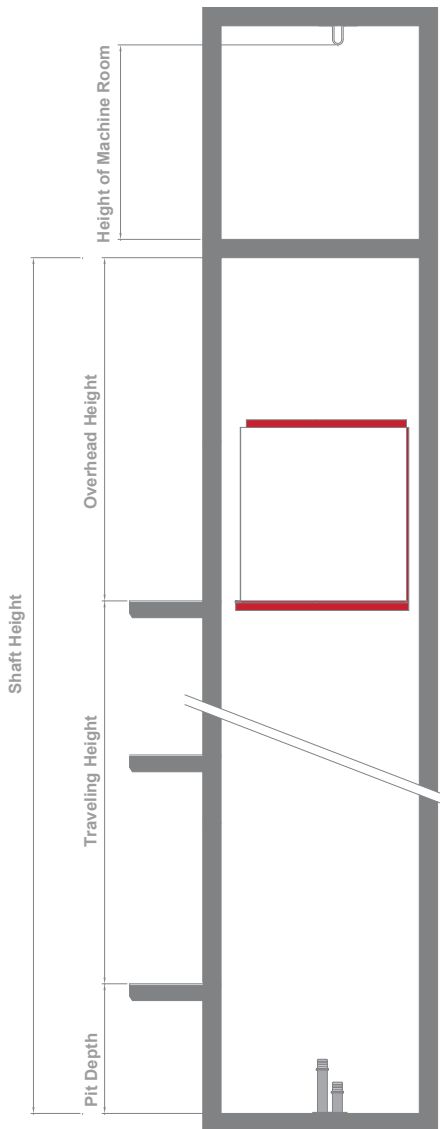 Height of Machine Room
Overhead Height
Shaft Height
Traveling Height
Pit Depth